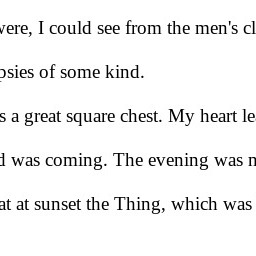 were, I could see from the men's cl
psies of some kind.
s a great square chest. My heart le
d was coming. The evening was n
at at sunset the Thing, which was